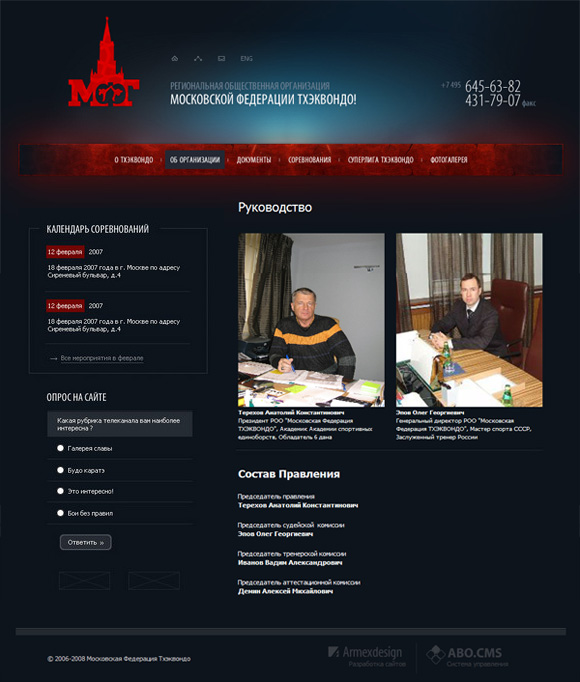 МФТ
ENG
РЕГИОНАЛЬНАЯ ОБЩЕСТВЕННАЯ ОРГАНИЗАЦИЯ
МОСКОВСКОЙ ФЕДЕРАЦИИ ТХЭКВОНДО!
+7 495 645-63-82
431-79-07 факс
О ТХЭКВОНДО
ОБ ОРГАНИЗАЦИИ
ДОКУМЕНТЫ
СОРЕВНОВАНИЯ
СУПЕРЛИГА ТХЭКВОНДО
ФОТОГАЛЕРЕЯ
КАЛЕНДАРЬ СОРЕВНОВАНИЙ
12 февраля 2007
18 февраля 2007 года в г. Москве по адресу
Сиреневый бульвар, д.4
12 февраля 2007
18 февраля 2007 года в г. Москве по адресу
Сиреневый бульвар, д.4
→ Все мероприятия в феврале
ОПРОС НА САЙТЕ
Какая рубрика телеканала вам наиболее
интересна ?
Галерея славы
Будо каратэ
Это интересно!
Бои без правил
Ответить »
Руководство
Терехов Анатолий Константинович
Президент РОО "Московская Федерация
ТХЭКВОНДО", Академик Академии спортивных
единоборств, Обладатель 6 дана
Эпов Олег Георгиевич
Генеральный директор РОО "Московская
Федерация ТХЭКВОНДО", Мастер спорта СССР,
Заслуженный тренер России
Состав Правления
Председатель правления
Терехов Анатолий Константинович
Председатель судейской комиссии
Эпов Олег Георгиевич
Председатель тренерской комиссии
Иванов Вадим Александрович
Председатель аттестационной комиссии
Демин Алексей Михайлович
© 2006-2008 Московская Федерация Тхэквондо
Armexdesign
Разработка сайтов
ABO.CMS
Система управления